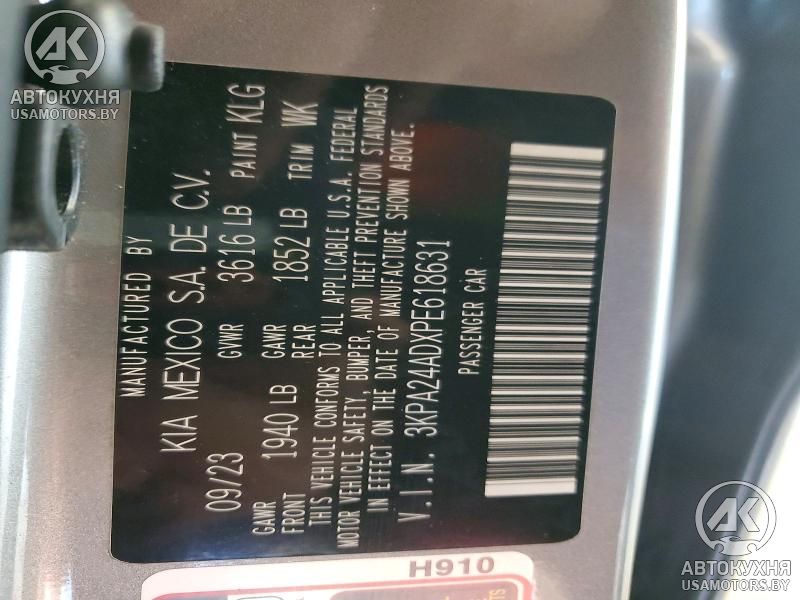 АВТОКУХНЯ
USAMOTORS.BY
MANUFACTURED BY
KIA MEXICO S.A. DE C.V.
09/23 GVWR 3616 LB PAINT KLG
GAWR FRONT 1940 LB GAWR REAR 1852 LB TRIM WK
THIS VEHICLE CONFORMS TO ALL APPLICABLE U.S.A. FEDERAL
MOTOR VEHICLE SAFETY, BUMPER, AND THEFT PREVENTION STANDARDS
IN EFFECT ON THE DATE OF MANUFACTURE SHOWN ABOVE.
V.I.N. 3KPA24ADXPE618631
PASSENGER CAR
H910
АВТОКУХНЯ
USAMOTORS.BY